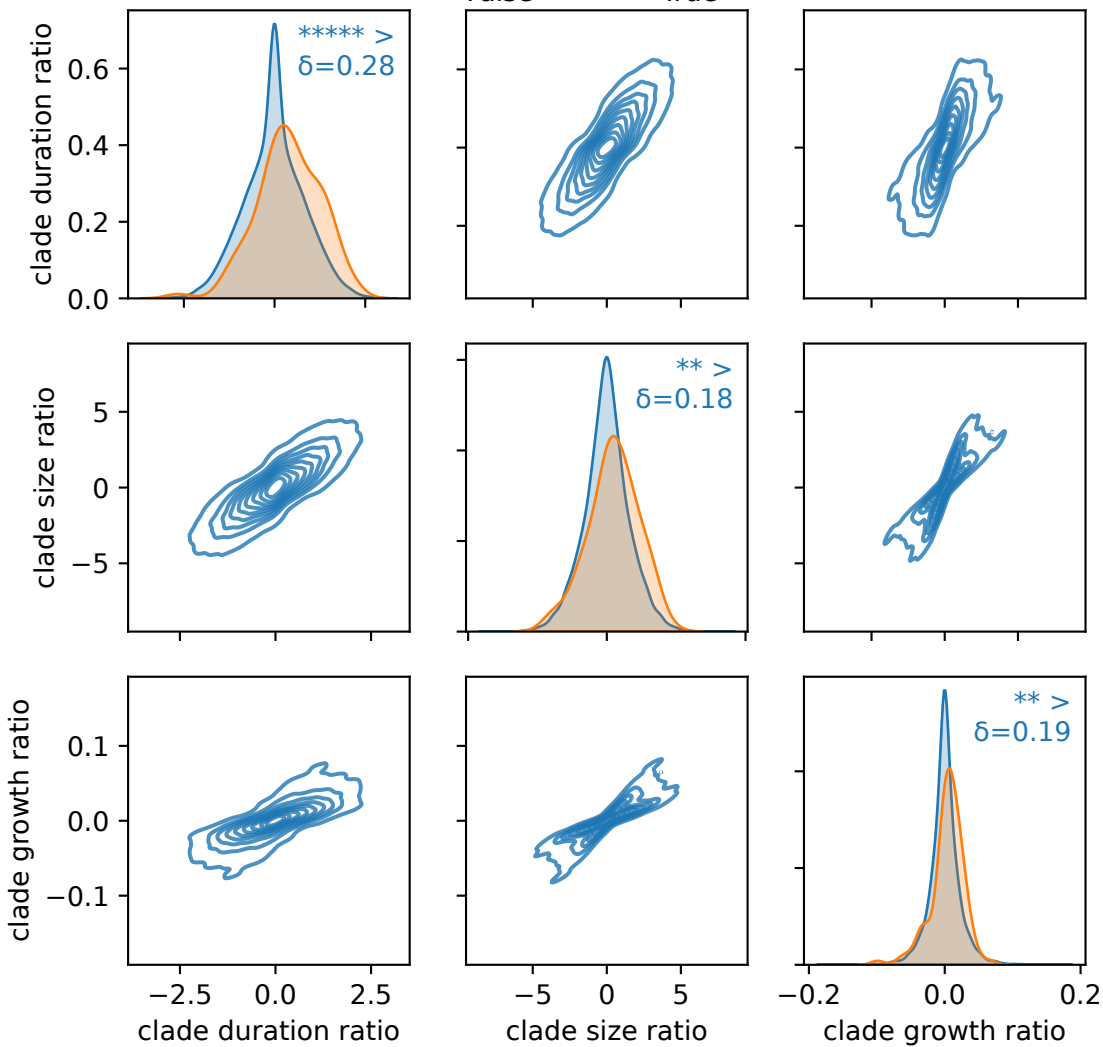 clade duration ratio
0.6
0.4
0.2
0.0
***** >
δ=0.28
clade size ratio
5
0
−5
** >
δ=0.18
clade growth ratio
0.1
0.0
−0.1
** >
δ=0.19
−2.5 0.0 2.5
−5 0 5
−0.2 0.0 0.2
clade duration ratio
clade size ratio
clade growth ratio